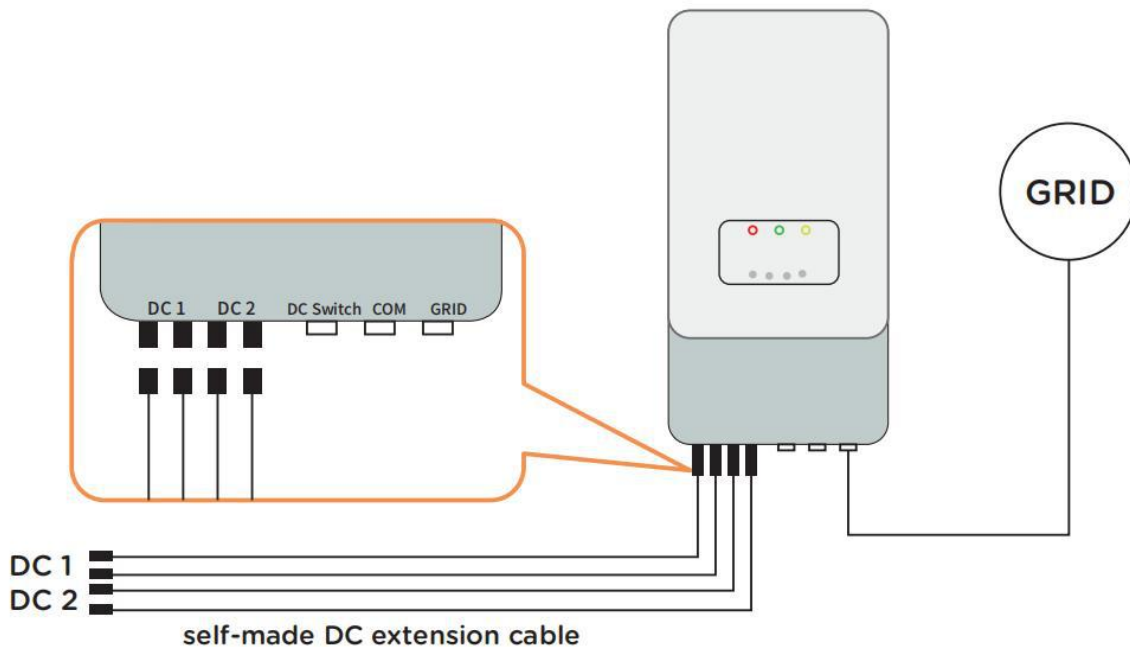 GRID
DC 1 DC 2 DC Switch COM GRID
DC 1
DC 2
self-made DC extension cable